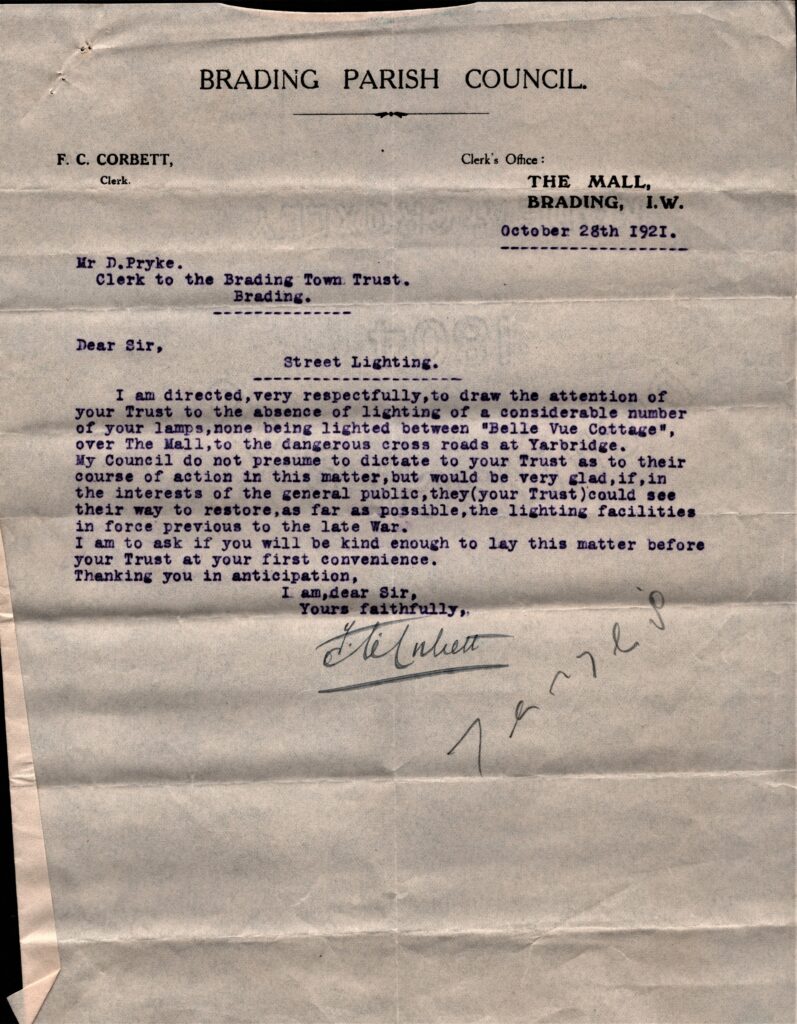 BRADING PARISH COUNCIL.
F. C. CORBETT,
Clerk.
Clerk's Office:
THE MALL,
BRADING, I.W.
October 28th 1921.
Mr D.Pryke.
Clerk to the Brading Town Trust.
Brading.
Dear Sir,
Street Lighting.
I am directed,very respectfully,to draw the attention of
your Trust to the absence of lighting of a considerable number
of your lamps,none being lighted between "Belle Vue Cottage",
over The Mall,to the dangerous cross roads at Yarbridge.
My Council do not presume to dictate to your Trust as to their
course of action in this matter,but would be very glad,if,in
the interests of the general public,they(your Trust)could see
their way to restore,as far as possible,the lighting facilities
in force previous to the late War.
I am to ask if you will be kind enough to lay this matter before
your Trust at your first convenience.
Thanking you in anticipation,
I am,dear Sir,
Yours faithfully,
F.C. Corbett